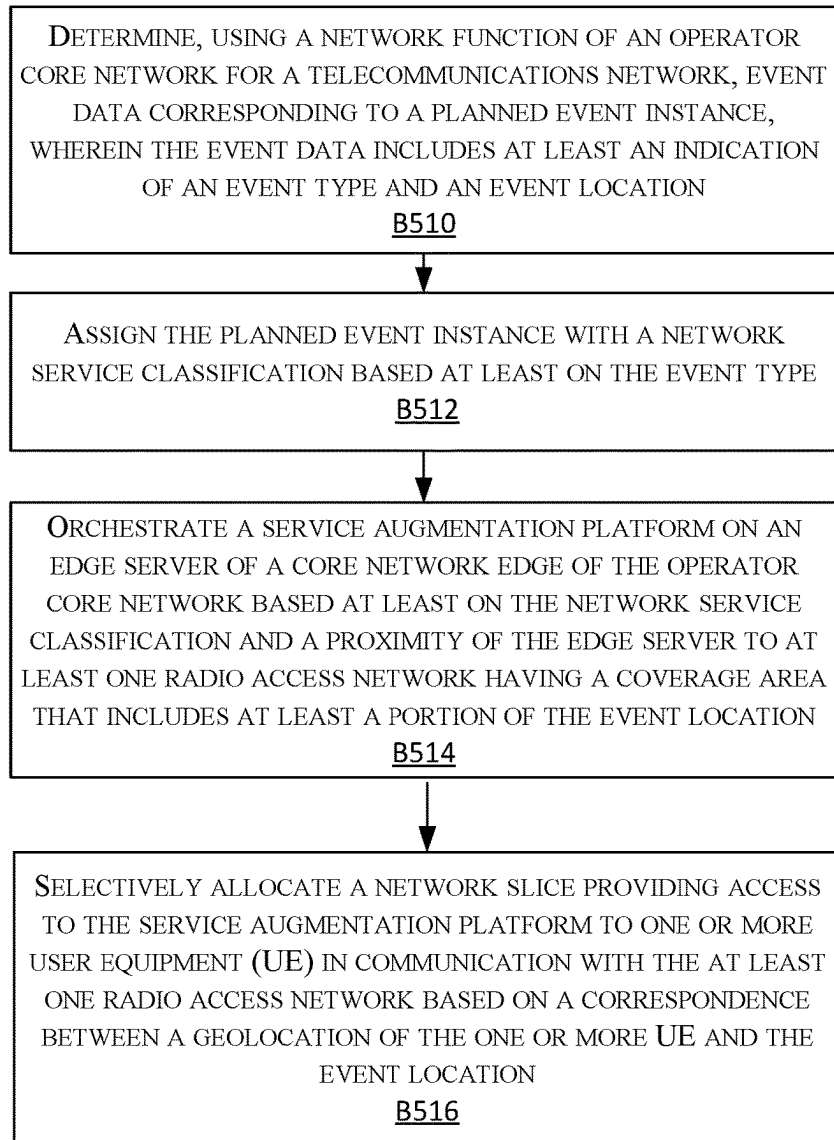 DETERMINE, USING A NETWORK FUNCTION OF AN OPERATOR
CORE NETWORK FOR A TELECOMMUNICATIONS NETWORK, EVENT
DATA CORRESPONDING TO A PLANNED EVENT INSTANCE,
WHEREIN THE EVENT DATA INCLUDES AT LEAST AN INDICATION
OF AN EVENT TYPE AND AN EVENT LOCATION
B510
ASSIGN THE PLANNED EVENT INSTANCE WITH A NETWORK
SERVICE CLASSIFICATION BASED AT LEAST ON THE EVENT TYPE
B512
ORCHESTRATE A SERVICE AUGMENTATION PLATFORM ON AN
EDGE SERVER OF A CORE NETWORK EDGE OF THE OPERATOR
CORE NETWORK BASED AT LEAST ON THE NETWORK SERVICE
CLASSIFICATION AND A PROXIMITY OF THE EDGE SERVER TO AT
LEAST ONE RADIO ACCESS NETWORK HAVING A COVERAGE AREA
THAT INCLUDES AT LEAST A PORTION OF THE EVENT LOCATION
B514
SELECTIVELY ALLOCATE A NETWORK SLICE PROVIDING ACCESS
TO THE SERVICE AUGMENTATION PLATFORM TO ONE OR MORE
USER EQUIPMENT (UE) IN COMMUNICATION WITH THE AT LEAST
ONE RADIO ACCESS NETWORK BASED ON A CORRESPONDENCE
BETWEEN A GEOLOCATION OF THE ONE OR MORE UE AND THE
EVENT LOCATION
B516